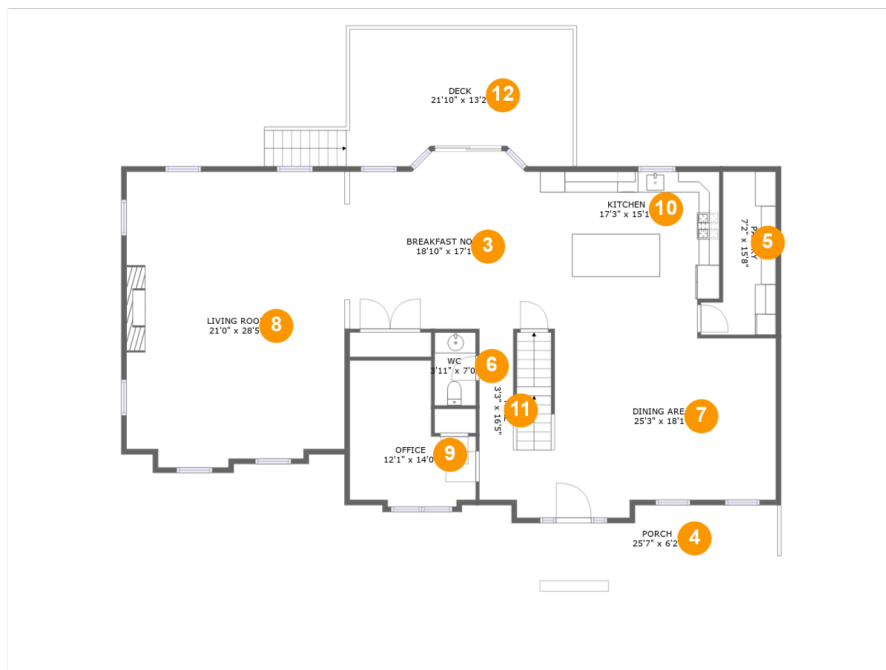 DECK
21'10" x 13'2
12
KITCHEN
17'3" x 15'1
10
BREAKFAST NO
18'10" x 17'1
3
7'2" x 15'8"
5
LIVING ROO
21'0" x 28'5
8
WC
3'11" x 7'0
6
3'3" x 16'5"
11
DINING ARE
25'3" x 18'1
7
OFFICE
12'1" x 14'0
9
PORCH
25'7" x 6'2
4